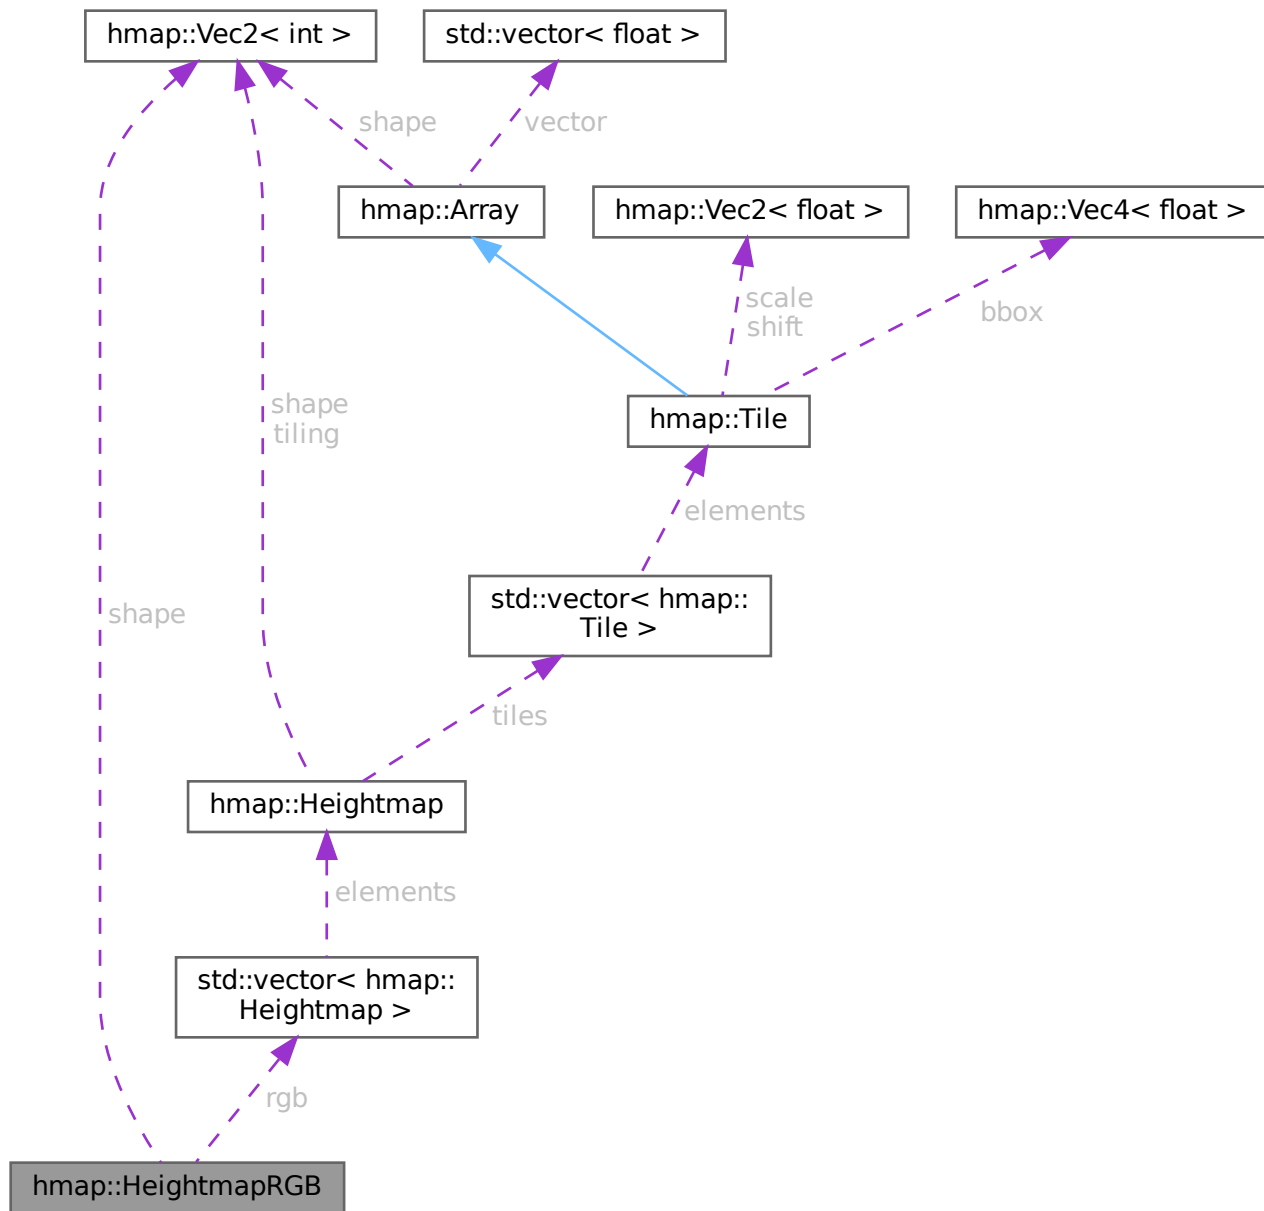 hmap::Vec2< int >
std::vector< float >
shape
vector
hmap::Array
hmap::Vec2< float >
hmap::Vec4< float >
scale
shift
bbox
shape
tiling
hmap::Tile
elements
std::vector< hmap::
Tile >
shape
tiles
hmap::Heightmap
elements
std::vector< hmap::
Heightmap >
rgb
hmap::HeightmapRGB